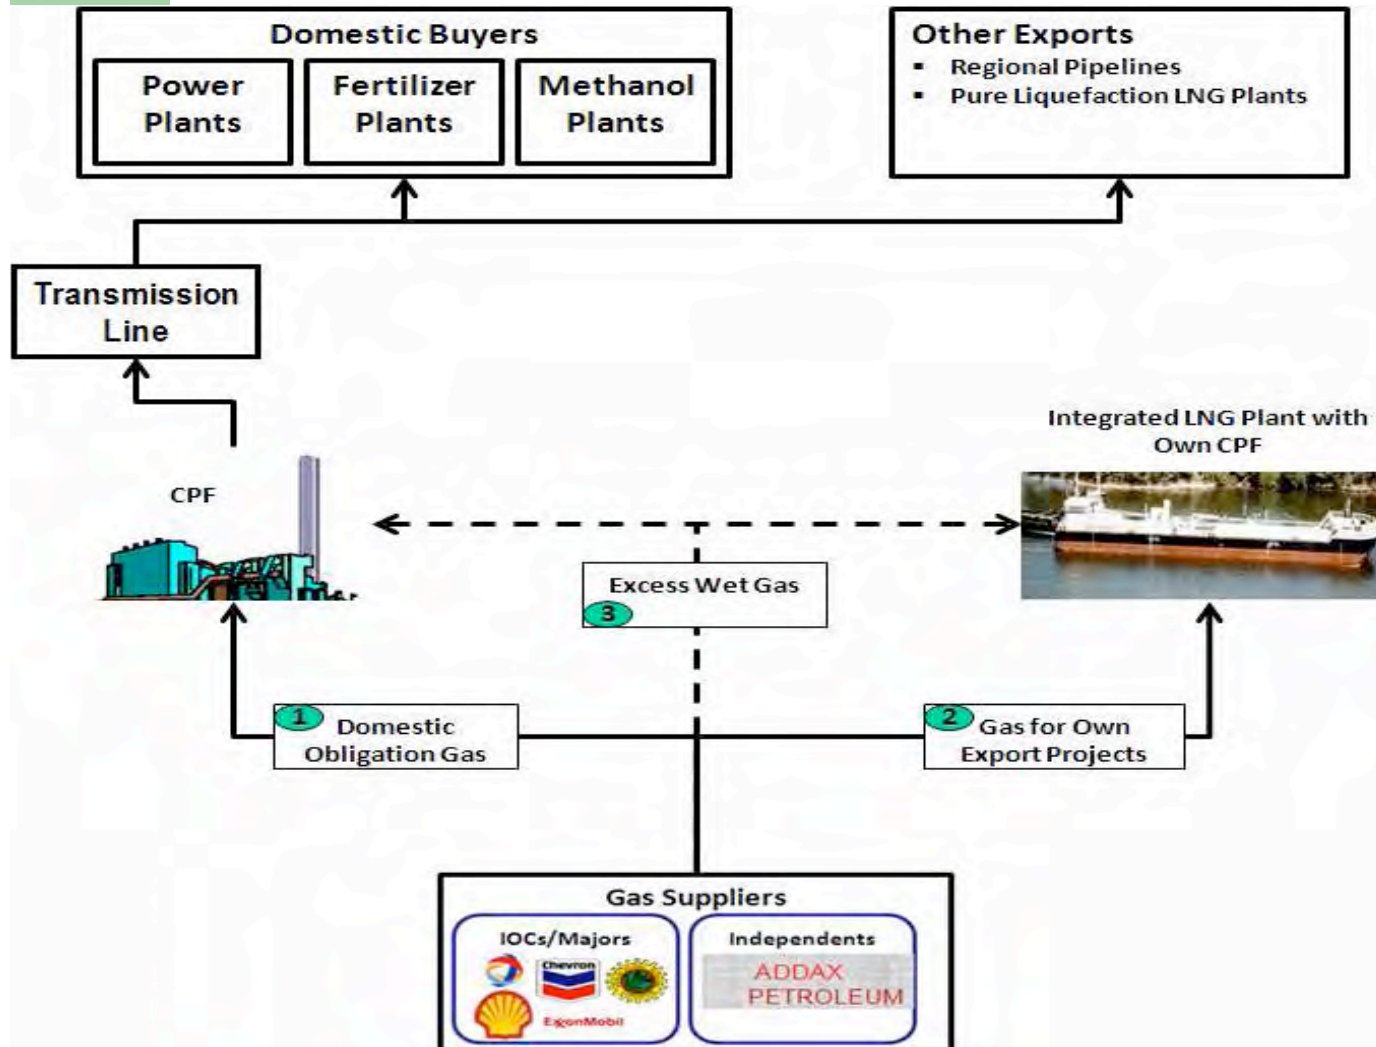 Domestic Buyers
Power
Plants
Fertilizer
Plants
Methanol
Plants
Other Exports
▪ Regional Pipelines
▪ Pure Liquefaction LNG Plants
Transmission
Line
Integrated LNG Plant with
Own CPF
CPF
Excess Wet Gas
3
1
Domestic
Obligation Gas
2
Gas for Own
Export Projects
Gas Suppliers
IOCs/Majors
Chevron
ExxonMobil
Independents
ADDAX
PETROLEUM